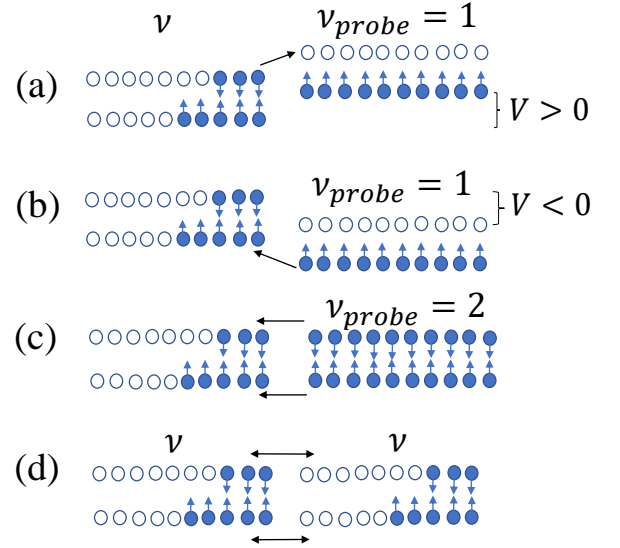 ν ν_probe = 1
(a) V > 0
(b) ν_probe = 1 V < 0
ν_probe = 2
(c)
ν ν
(d)